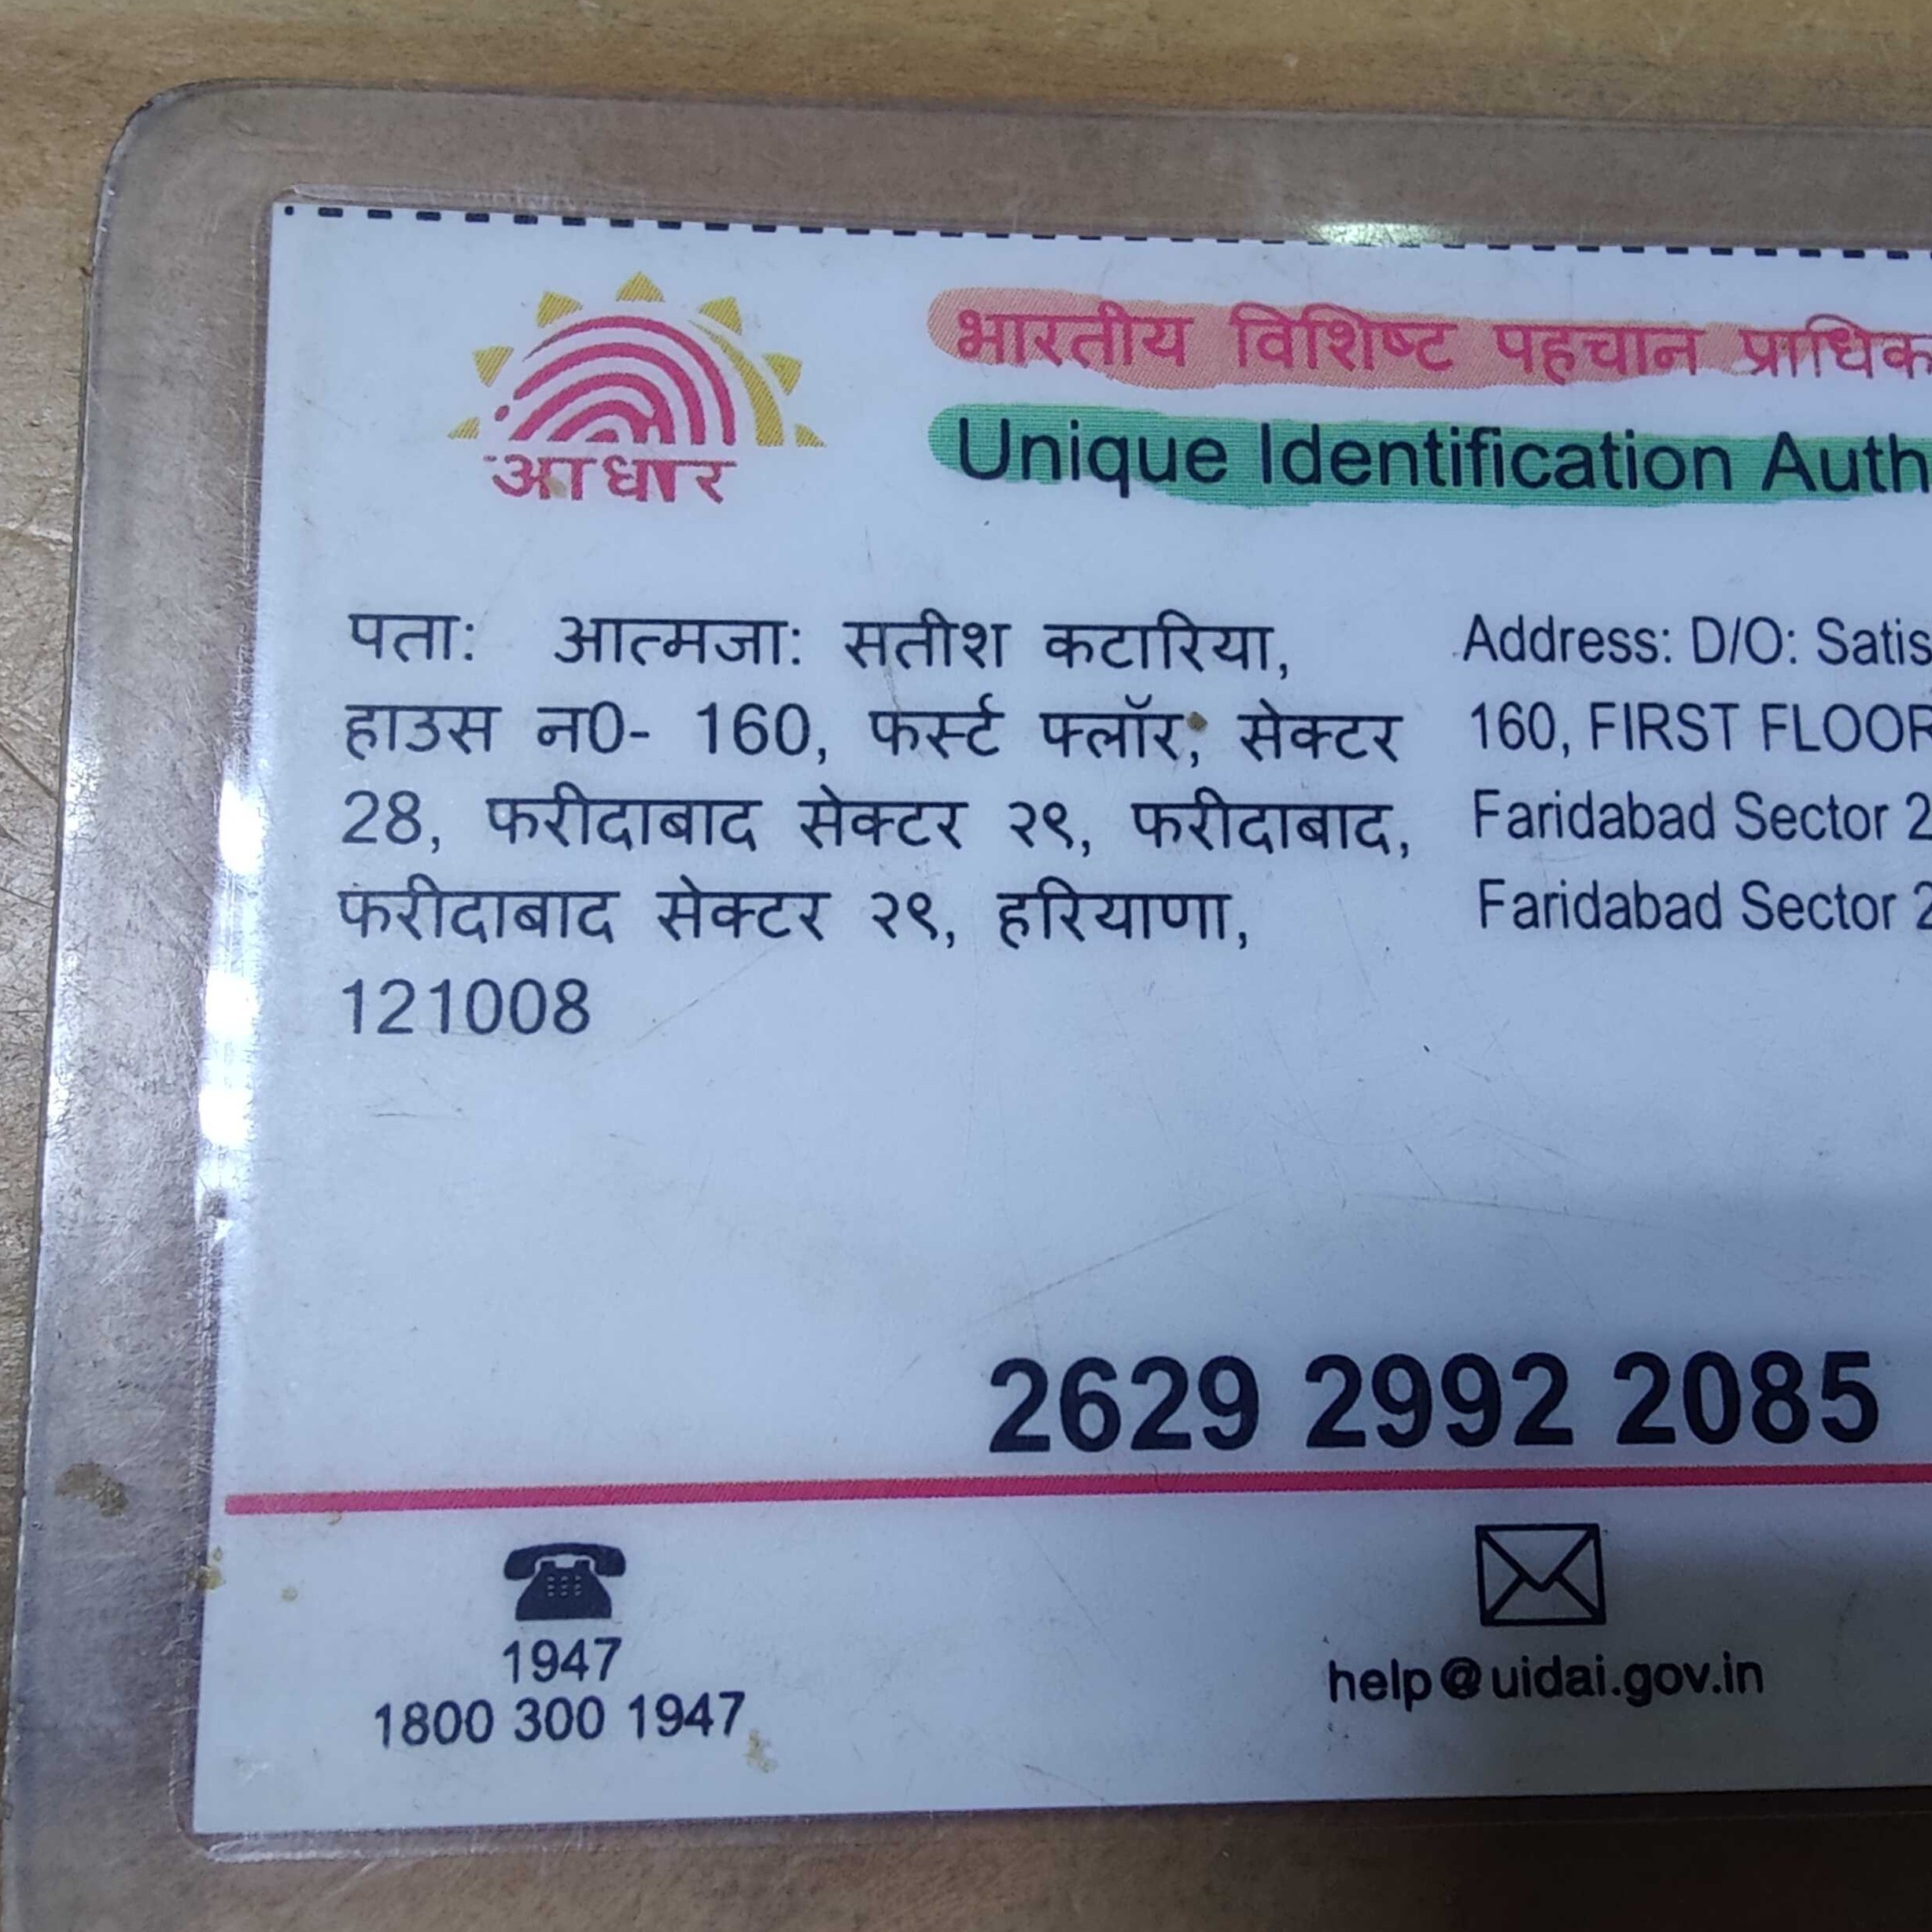 आधार
भारतीय विशिष्ट पहचान
Unique Identification
पता: आत्मजा: सतीश कटारिया,
हाउस न0- 160, फर्स्ट फ्लॉर, सेक्टर
28, फरीदाबाद सेक्टर २९, फरीदाबाद,
फरीदाबाद सेक्टर २९, हरियाणा,
121008
Address: D/O:
160, FIRST FLOOR
Faridabad Sector
Faridabad Sector
2629 2992 2085
1947
1800 300 1947
help@uidai.gov.in